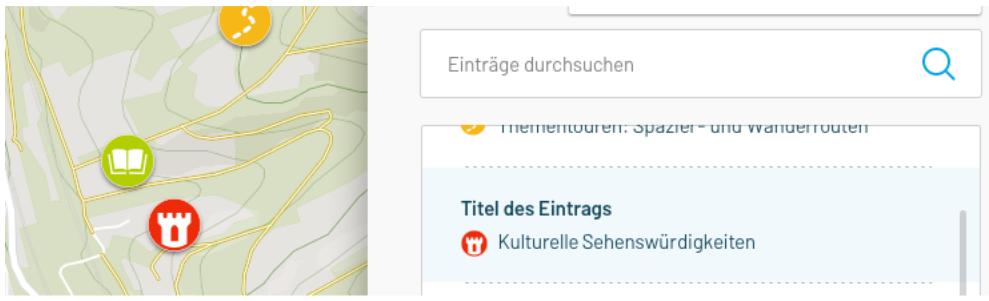 Einträge durchsuchen
Thementouren: Spazier- und Wanderrouten
Titel des Eintrags
Kulturelle Sehenswürdigkeiten